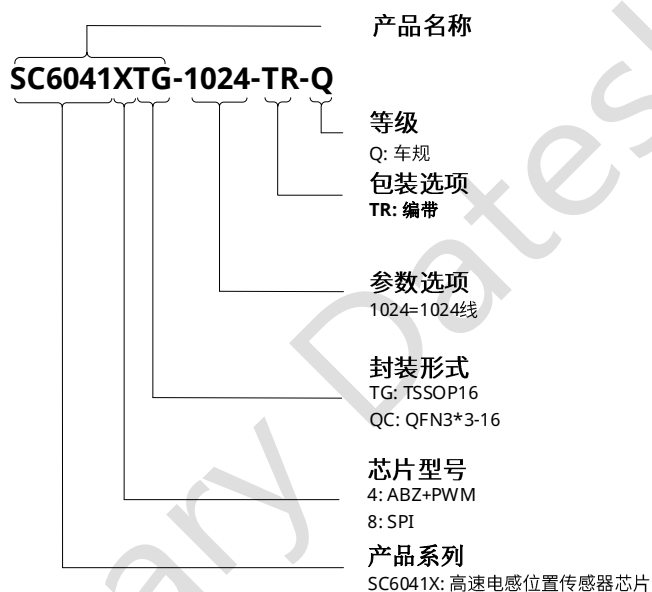 产品名称
SC6041XTG-1024-TR-Q
等级
Q: 车规
包装选项
TR: 编带
参数选项
1024=1024线
封装形式
TG: TSSOP16
QC: QFN3*3-16
芯片型号
4: ABZ+PWM
8: SPI
产品系列
SC6041X: 高速电感位置传感器芯片